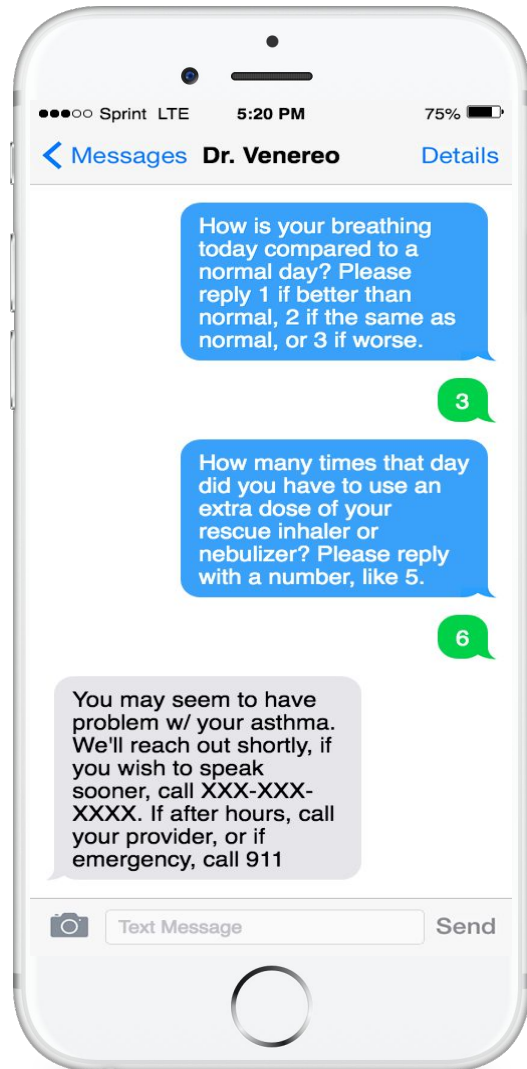 Sprint LTE 5:20 PM 75%
Messages Dr. Venereo Details
How is your breathing
today compared to a
normal day? Please
reply 1 if better than
normal, 2 if the same as
normal, or 3 if worse.
3
How many times that day
did you have to use an
extra dose of your
rescue inhaler or
nebulizer? Please reply
with a number, like 5.
6
You may seem to have
problem w/ your asthma.
We'll reach out shortly, if
you wish to speak
sooner, call XXX-XXX-
XXXX. If after hours, call
your provider, or if
emergency, call 911
Text Message Send